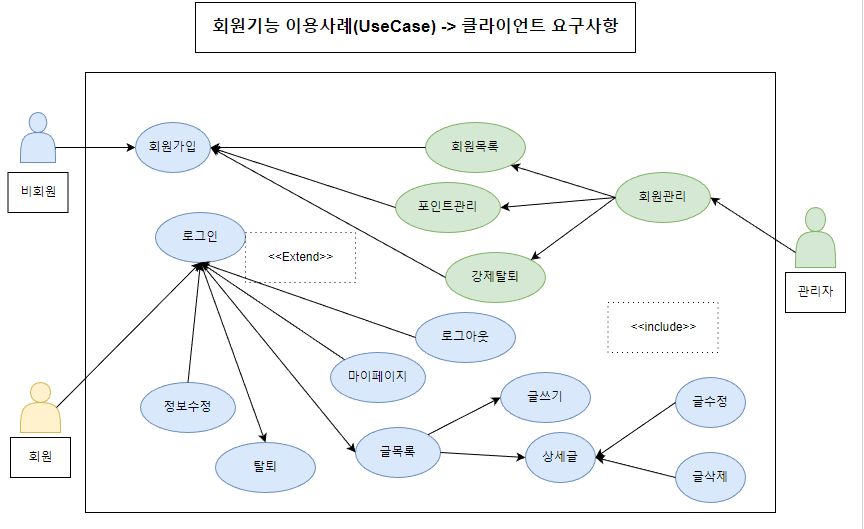 회원기능 이용사례(UseCase) -> 클라이언트 요구사항
회원가입
회원목록
비회원
포인트관리
회원관리
로그인
<<Extend>>
강제탈퇴
관리자
<<include>>
로그아웃
마이페이지
정보수정
글쓰기
글수정
회원
탈퇴
글목록
상세글
글삭제